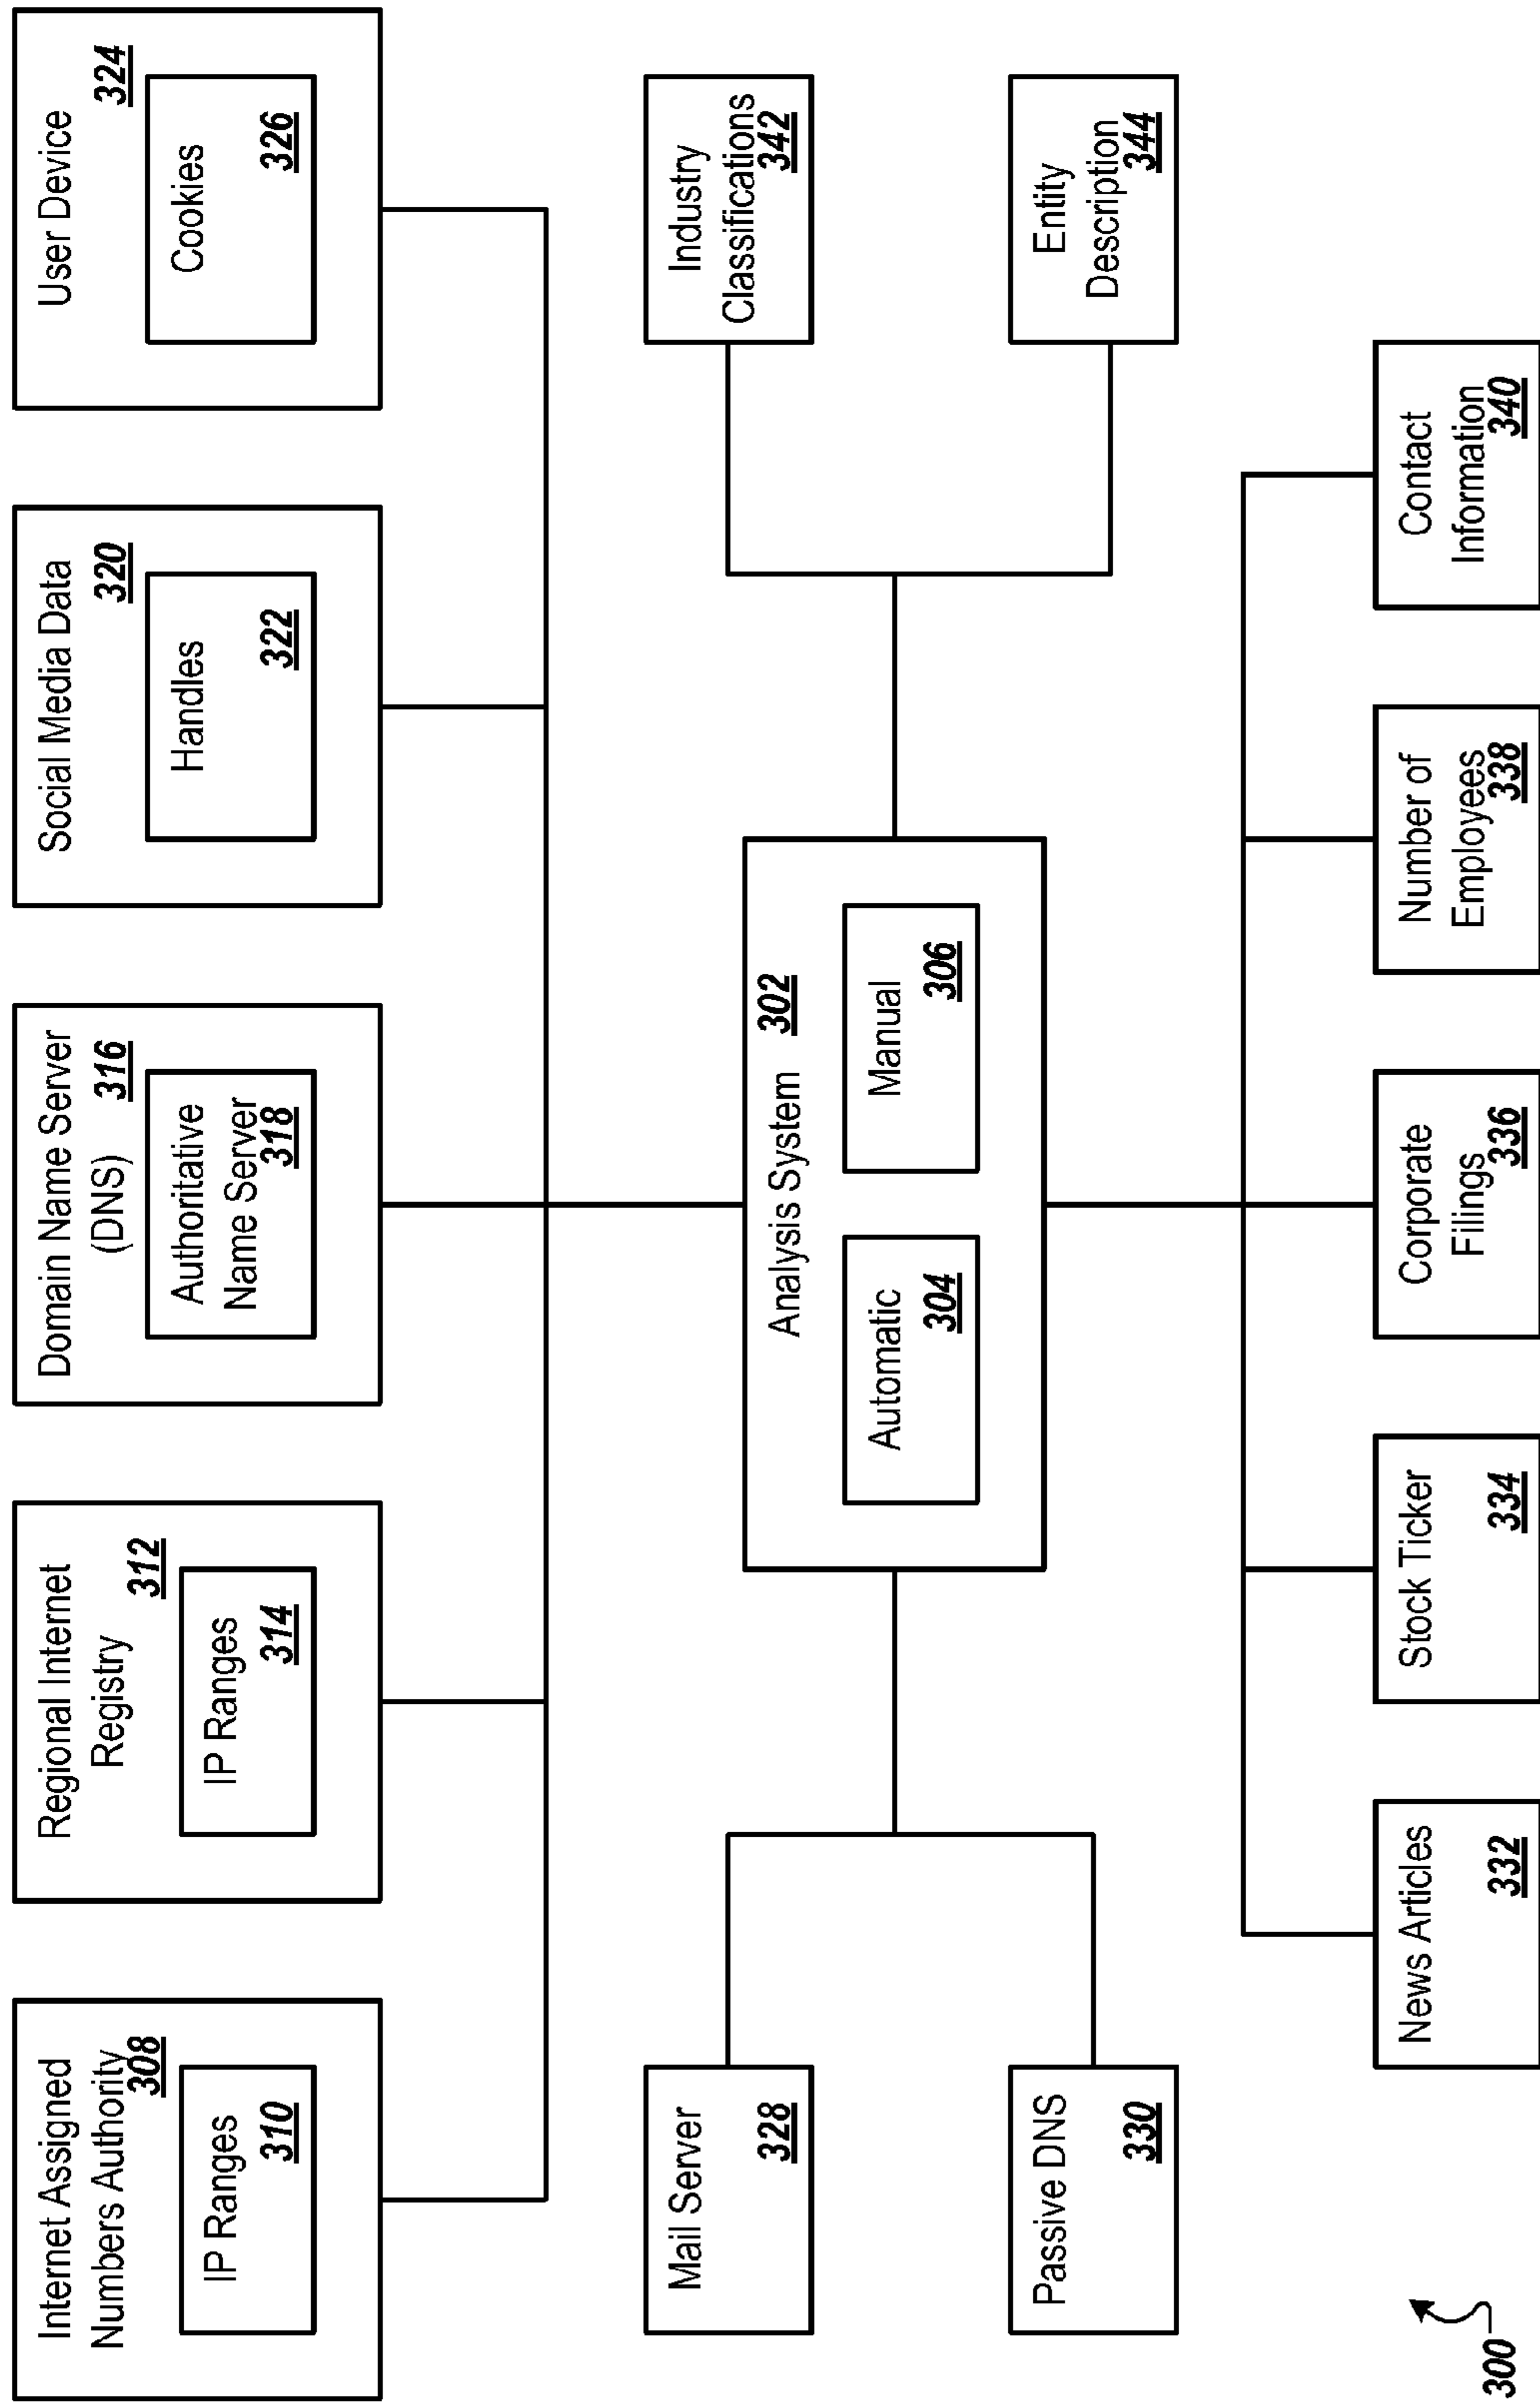 Internet Assigned
Numbers Authority
308
IP Ranges
310
Regional Internet
Registry
312
IP Ranges
314
Domain Name Server
(DNS)
316
Authoritative
Name Server
318
Social Media Data
320
Handles
322
User Device
324
Cookies
326
Mail Server
328
Passive DNS
330
Analysis System
302
Automatic
304
Manual
306
Industry
Classifications
342
Entity
Description
344
News Articles
332
Stock Ticker
334
Corporate
Filings
336
Number of
Employees
338
Contact
Information
340
300